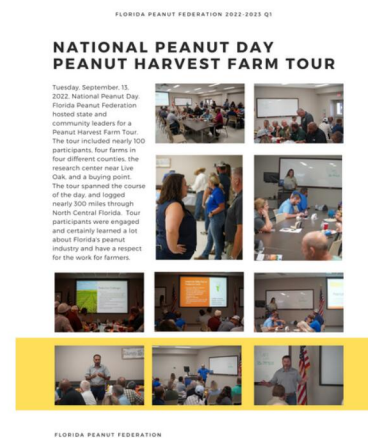 FLORIDA PEANUT FEDERATION 2022-2023 Q1
NATIONAL PEANUT DAY
PEANUT HARVEST FARM TOUR
Tuesday, September, 13,
2022, National Peanut Day.
Florida Peanut Federation
hosted state and
community leaders for a
Peanut Harvest Farm Tour.
The tour included nearly 100
participants, four farms in
four different counties, the
research center near Live
Oak, and a buying point.
The tour spanned the course
of the day, and logged
nearly 300 miles through
North Central Florida. Tour
participants were engaged
and certainly learned a lot
about Florida's peanut
industry and have a respect
for the work for farmers.
FLORIDA PEANUT FEDERATION